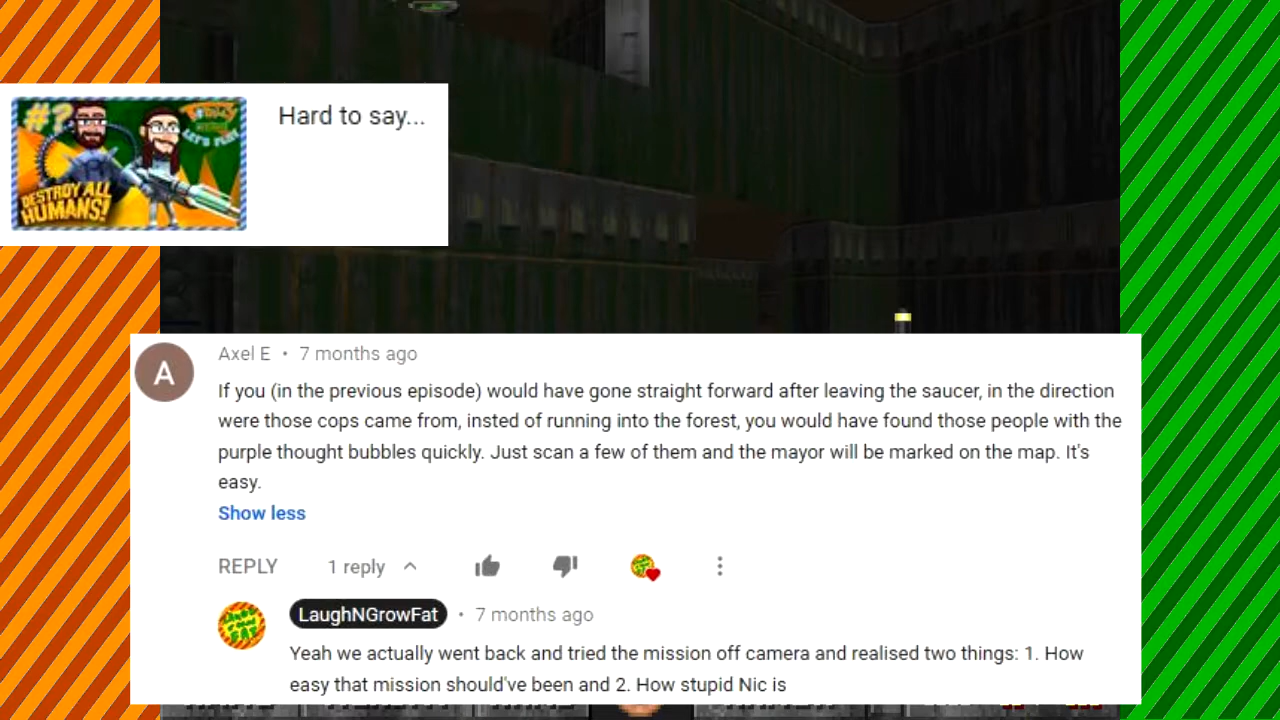 Hard to say...
#?
LET'S PLAY
DESTROY ALL
HUMANS!
A
Axel E • 7 months ago
If you (in the previous episode) would have gone straight forward after leaving the saucer, in the direction
were those cops came from, insted of running into the forest, you would have found those people with the
purple thought bubbles quickly. Just scan a few of them and the mayor will be marked on the map. It's
easy.
Show less
REPLY 1 reply
LaughNGrowFat • 7 months ago
Yeah we actually went back and tried the mission off camera and realised two things: 1. How
easy that mission should've been and 2. How stupid Nic is